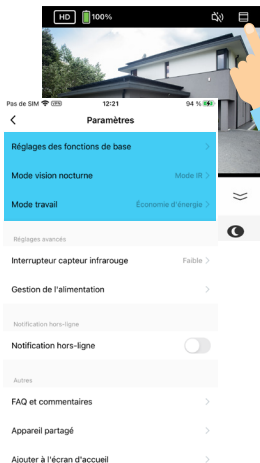 HD 100%
Pas de SIM VPN 12:21 94 %
Paramètres
Réglages des fonctions de base
Mode vision nocturne Mode IR
Mode travail Économie d'énergie
Réglages avancés
Interrupteur capteur infrarouge Faible
Gestion de l'alimentation
Notification hors-ligne
Notification hors-ligne
Autres
FAQ et commentaires
Appareil partagé
Ajouter à l'écran d'accueil